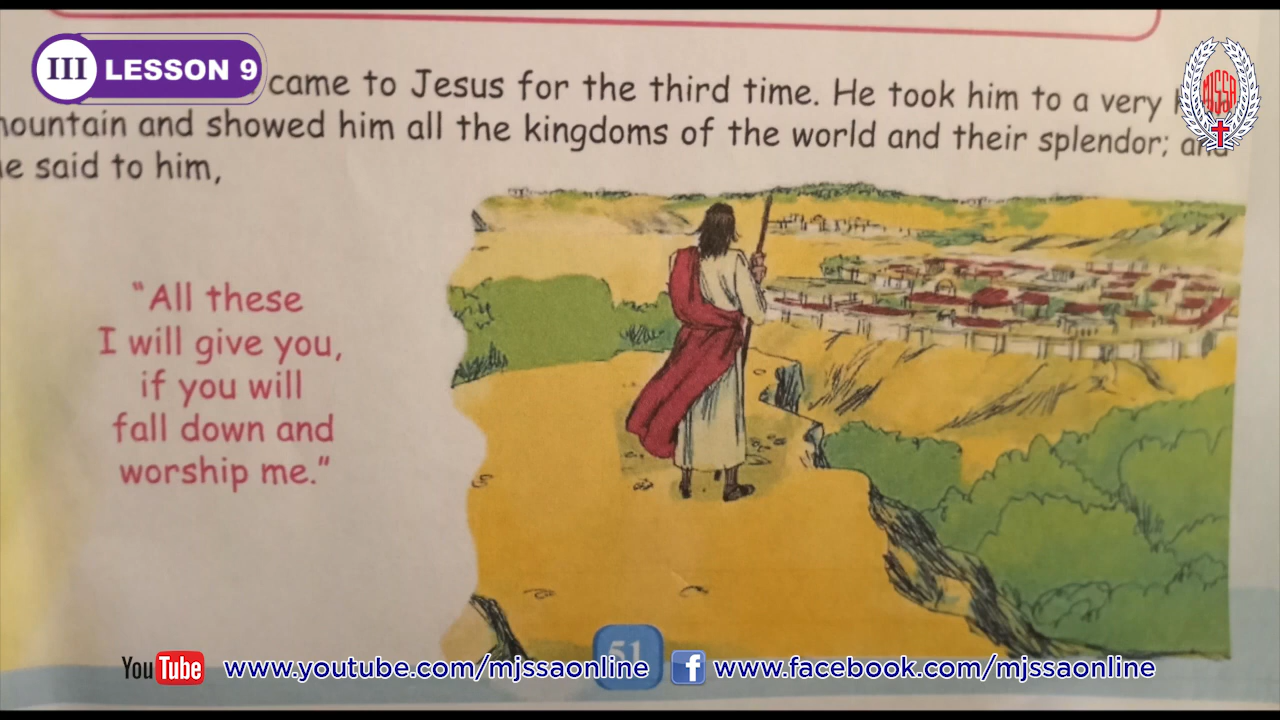 III LESSON 9
came to Jesus for the third time. He took him to a very
mountain and showed him all the kingdoms of the world and their splendor; and
he said to him,
MJSSA
"All these
I will give you,
if you will
fall down and
worship me."
51
YouTube www.youtube.com/mjssaonline f www.facebook.com/mjssaonline